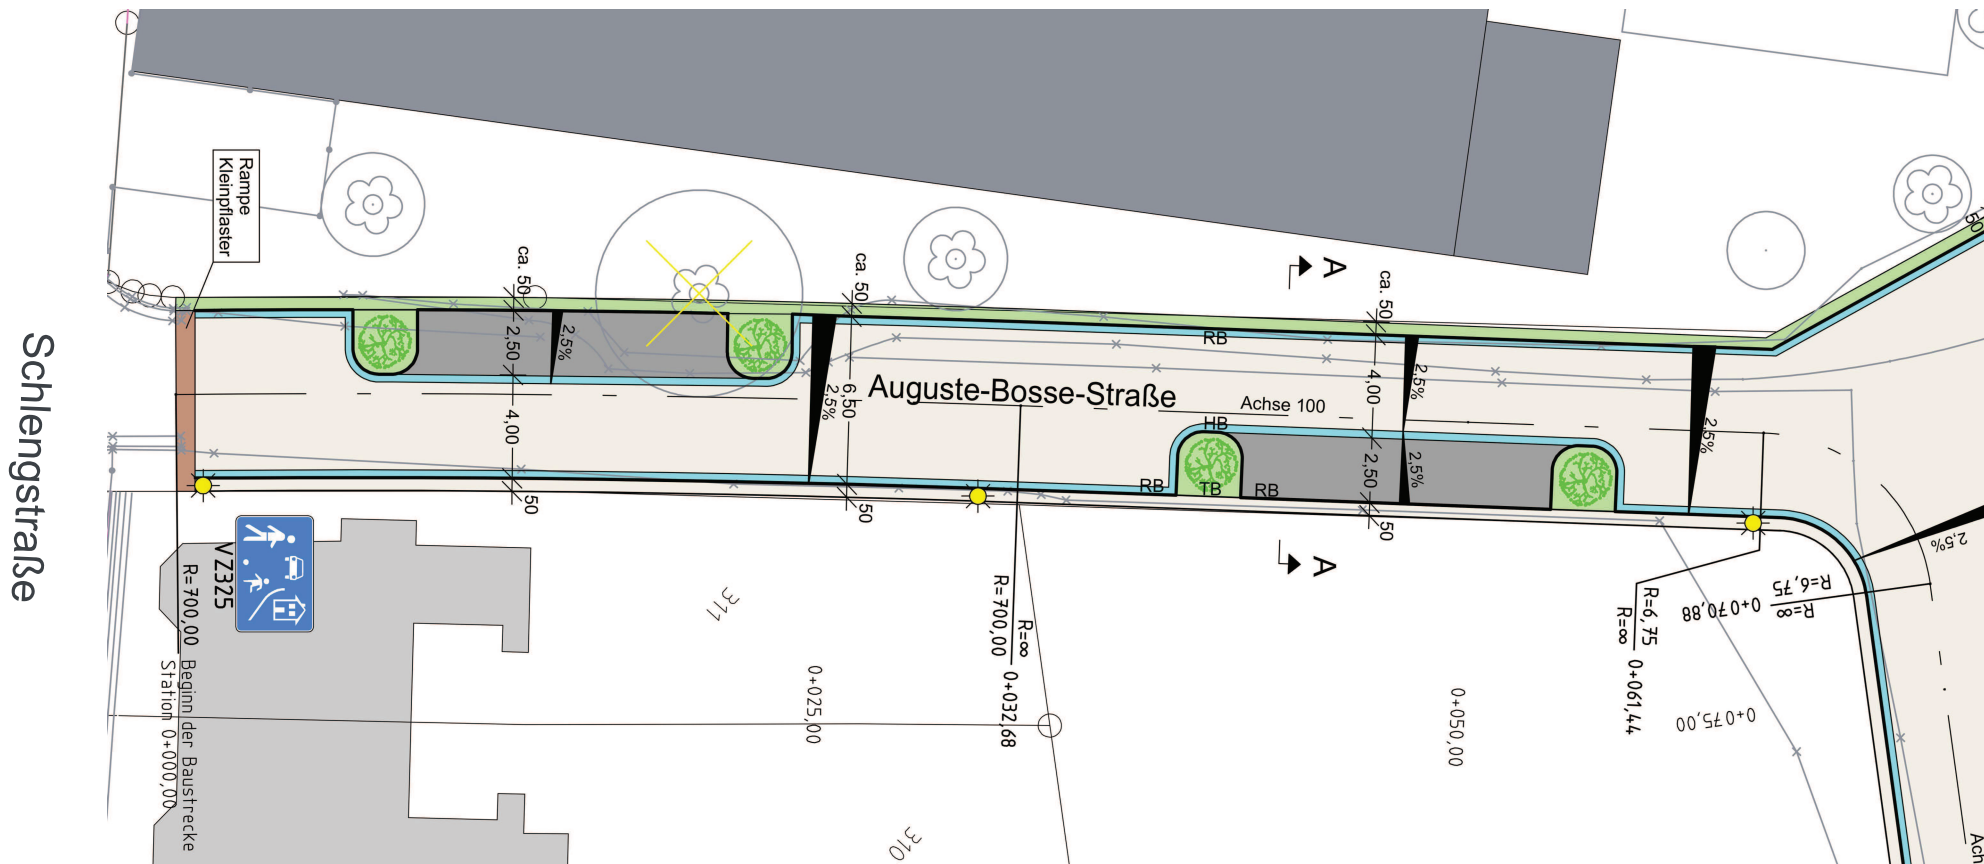 Schlengstraße
Rampe
Kleinpflaster
ca. 50
2,50
2,5%
4,00
50
ca. 50
6,50
2,5%
50
Auguste-Bosse-Straße
Achse 100
A
RB
HB
RB
TB
RB
ca. 50
4,00
2,5%
2,50
2,5%
50
A
2,5%
50
2,5%
VZ325
R=700,00
Beginn der Baustrecke
Station 0+000,00
311
310
0+025,00
R=∞
R=700,00
0+032,68
0+050,00
R=6,75
R=∞
0+061,44
R=6,75
R=∞
0+070,88
0+075,00
Ach